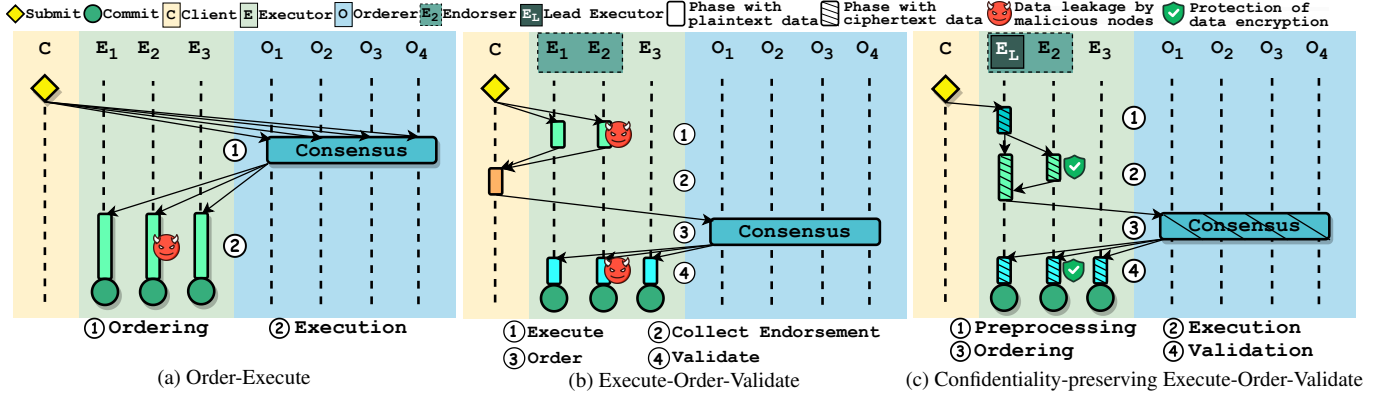 Submit Commit C Client E Executor O Orderer E2 Endorser EL Lead Executor Phase with plaintext data Phase with ciphertext data Data leakage by malicious nodes Protection of data encryption
C E1 E2 E3 O1 O2 O3 O4
① Consensus
②
① Ordering ② Execution
(a) Order-Execute
C E1 E2 E3 O1 O2 O3 O4
①
②
③ Consensus
④
① Execute ② Collect Endorsement
③ Order ④ Validate
(b) Execute-Order-Validate
C EL E2 E3 O1 O2 O3 O4
①
②
③ Consensus
④
① Preprocessing ② Execution
③ Ordering ④ Validation
(c) Confidentiality-preserving Execute-Order-Validate